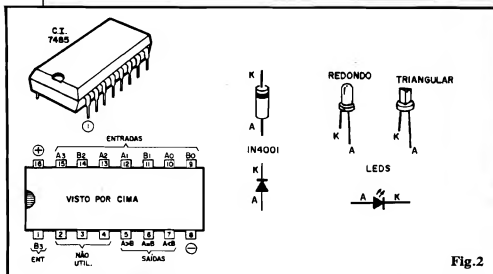 C.I.
7485
1
ENTRADAS
+ A3 B2 A2 A1 B1 A0 B0
16 15 14 13 12 11 10 9
VISTO POR CIMA
1 2 3 4 5 6 7 8
B3 A>B A=B A<B −
ENT NÃO UTIL. SAÍDAS
K
A
1N4001
K
A
REDONDO
K
A
TRIANGULAR
K
A
LEDS
A K
Fig.2